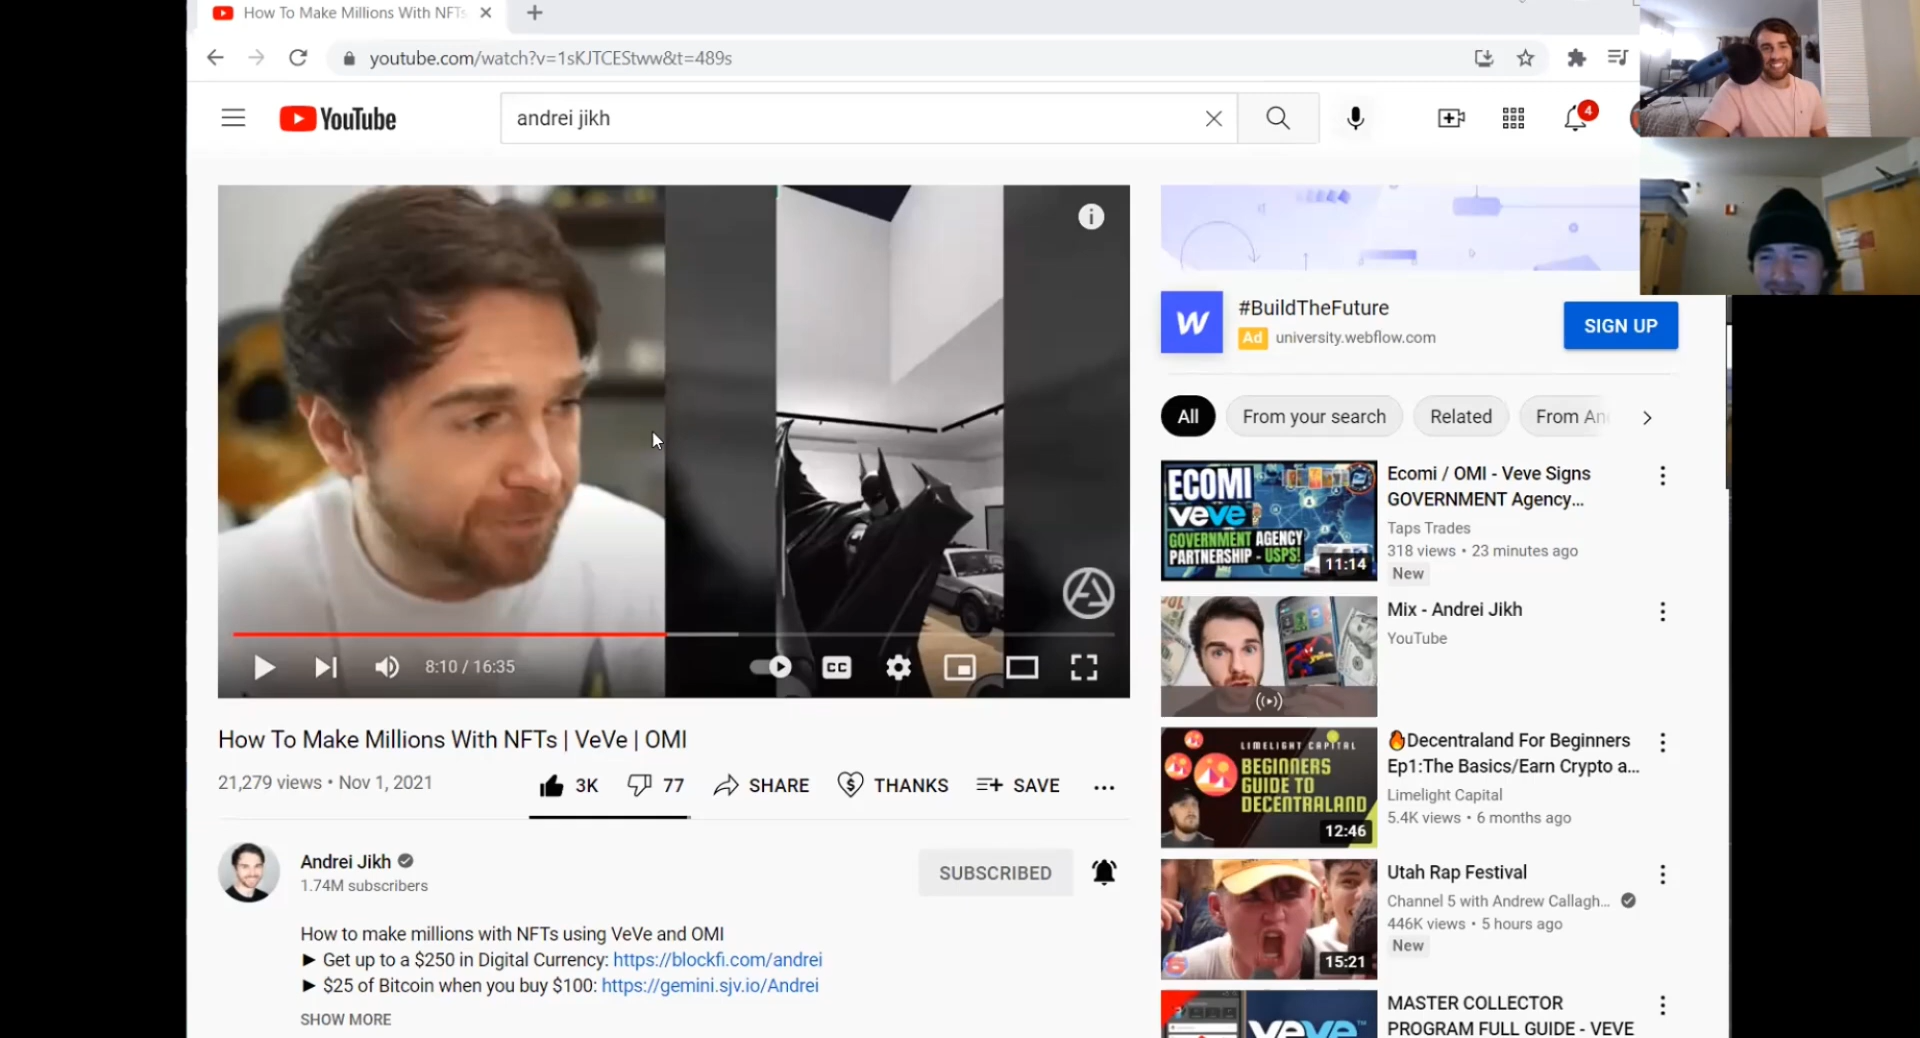 How To Make Millions With NFTs
youtube.com/watch?v=1sKJTCEStww&t=489s
YouTube
andrei jikh
4
#BuildTheFuture
W
Ad university.webflow.com
SIGN UP
All
From your search
Related
From An
ECOMI
veve
GOVERNMENT AGENCY
PARTNERSHIP - USPS!
11:14
Ecomi / OMI - Veve Signs
GOVERNMENT Agency...
Taps Trades
318 views • 23 minutes ago
New
Mix - Andrei Jikh
YouTube
CC
8:10 / 16:35
How To Make Millions With NFTs | VeVe | OMI
21,279 views • Nov 1, 2021
3K
77
SHARE
THANKS
SAVE
LIMELIGHT CAPITAL
BEGINNERS
GUIDE TO
DECENTRALAND
12:46
🔥Decentraland For Beginners
Ep1:The Basics/Earn Crypto a...
Limelight Capital
5.4K views • 6 months ago
Andrei Jikh
1.74M subscribers
SUBSCRIBED
5
15:21
Utah Rap Festival
Channel 5 with Andrew Callagh...
446K views • 5 hours ago
New
How to make millions with NFTs using VeVe and OMI
► Get up to a $250 in Digital Currency: https://blockfi.com/andrei
► $25 of Bitcoin when you buy $100: https://gemini.sjv.io/Andrei
SHOW MORE
veve™
MASTER COLLECTOR
PROGRAM FULL GUIDE - VEVE